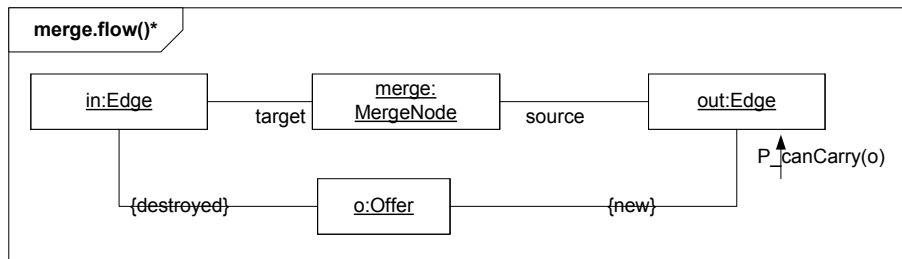 merge.flow()*
in:Edge
target
merge:
MergeNode
source
out:Edge
P_canCarry(o)
{destroyed}
o:Offer
{new}